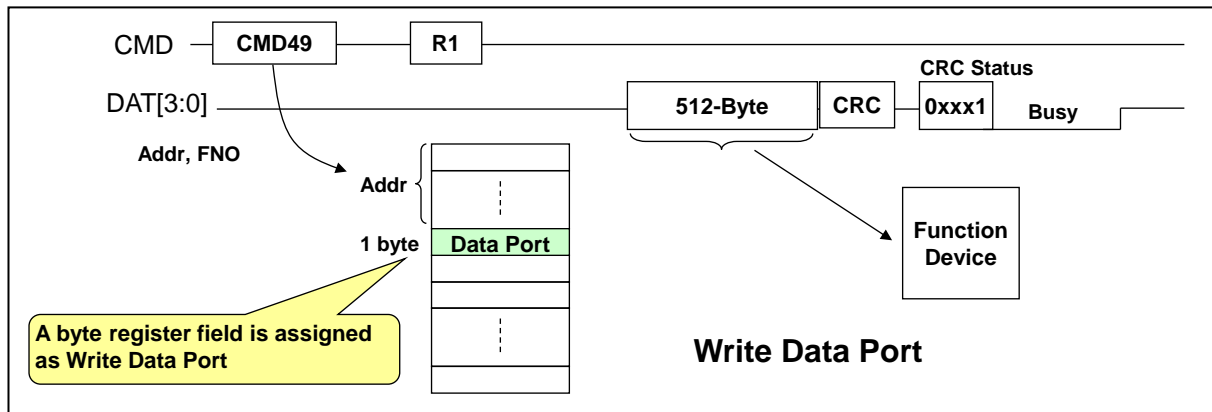 CMD
CMD49
R1
CRC Status
DAT[3:0]
512-Byte
CRC
0xxx1
Busy
Addr, FNO
Addr
1 byte
Data Port
Function
Device
A byte register field is assigned
as Write Data Port
Write Data Port